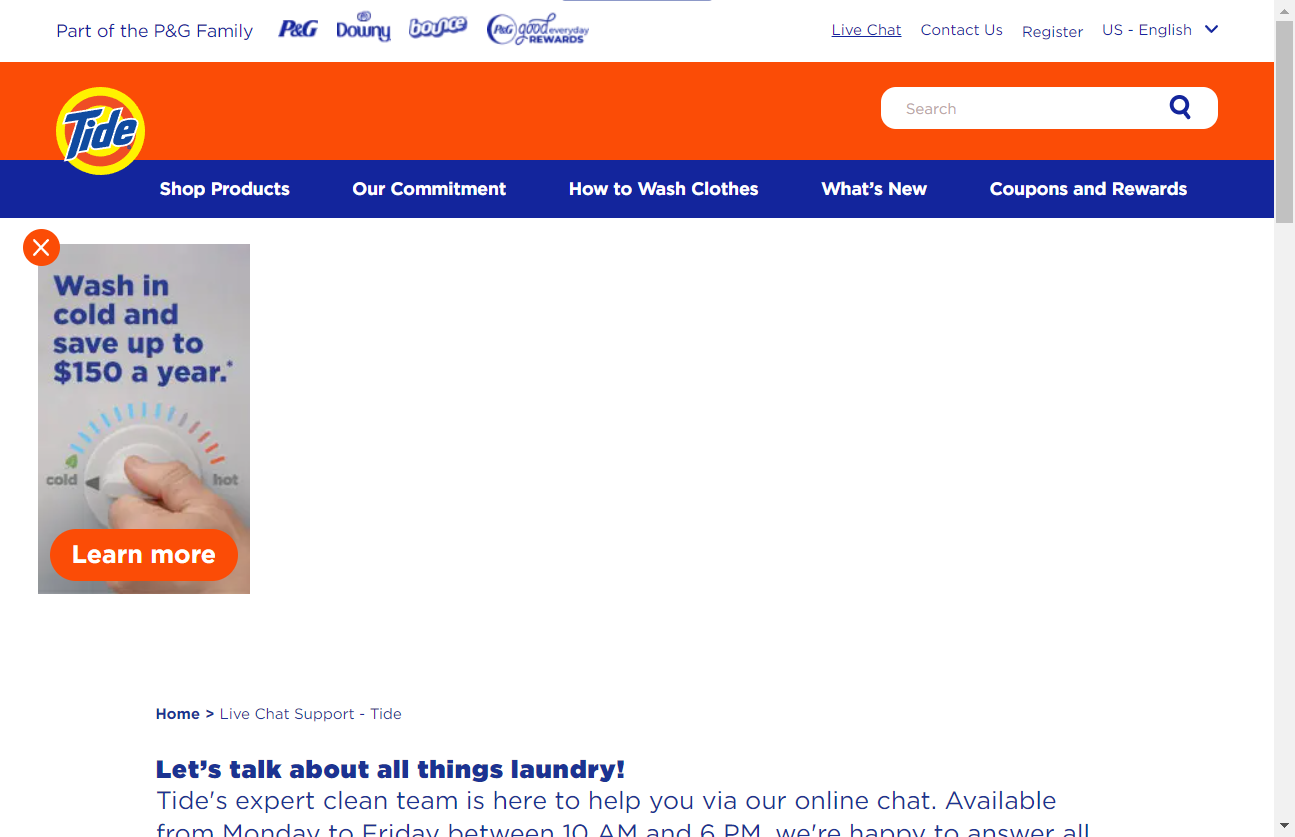 Part of the P&G Family
P&G
Downy
bounce
P&G good everyday REWARDS
Live Chat
Contact Us
Register
US - English
Tide
Search
Shop Products
Our Commitment
How to Wash Clothes
What's New
Coupons and Rewards
Wash in
cold and
save up to
$150 a year.*
cold
hot
Learn more
Home > Live Chat Support - Tide
Let's talk about all things laundry!
Tide's expert clean team is here to help you via our online chat. Available
from Monday to Friday between 10 AM and 6 PM, we're happy to answer all